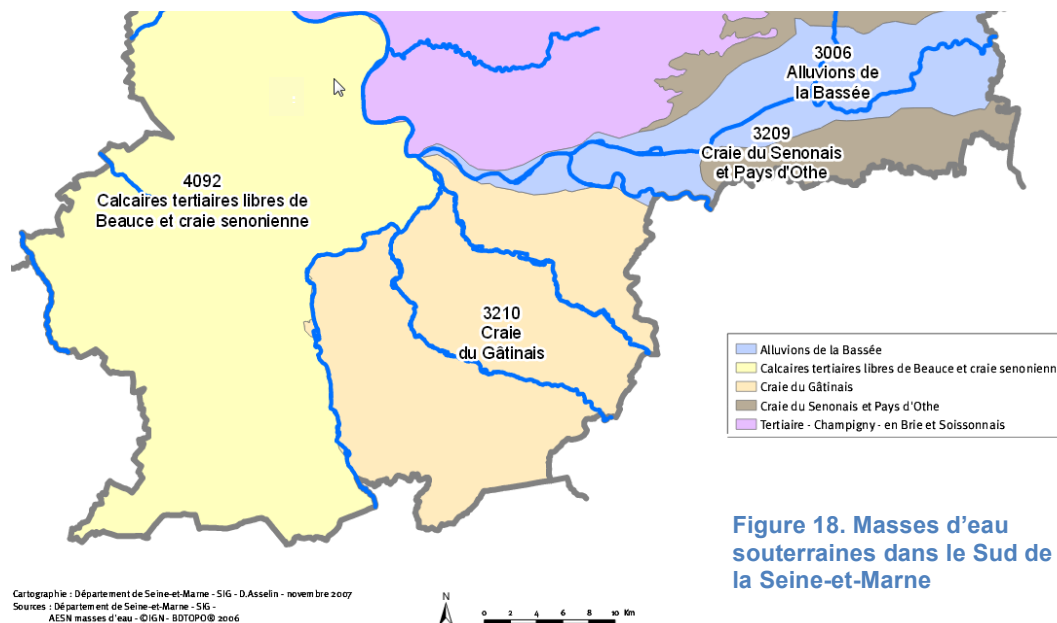 3006
Alluvions de
la Bassée
3209
Craie du Senonais
et Pays d'Othe
4092
Calcaires tertiaires libres de
Beauce et craie senonienne
3210
Craie
du Gâtinais
Alluvions de la Bassée
Calcaires tertiaires libres de Beauce et craie senonienn
Craie du Gâtinais
Craie du Senonais et Pays d'Othe
Tertiaire - Champigny - en Brie et Soissonnais
Figure 18. Masses d’eau
souterraines dans le Sud de
la Seine-et-Marne
Cartographie : Département de Seine-et-Marne - SIG - D.Asselin - novembre 2007
Sources : Département de Seine-et-Marne - SIG -
AESN masses d'eau - ©IGN - BDTOPO® 2006
N
0 2 4 6 8 10 Km